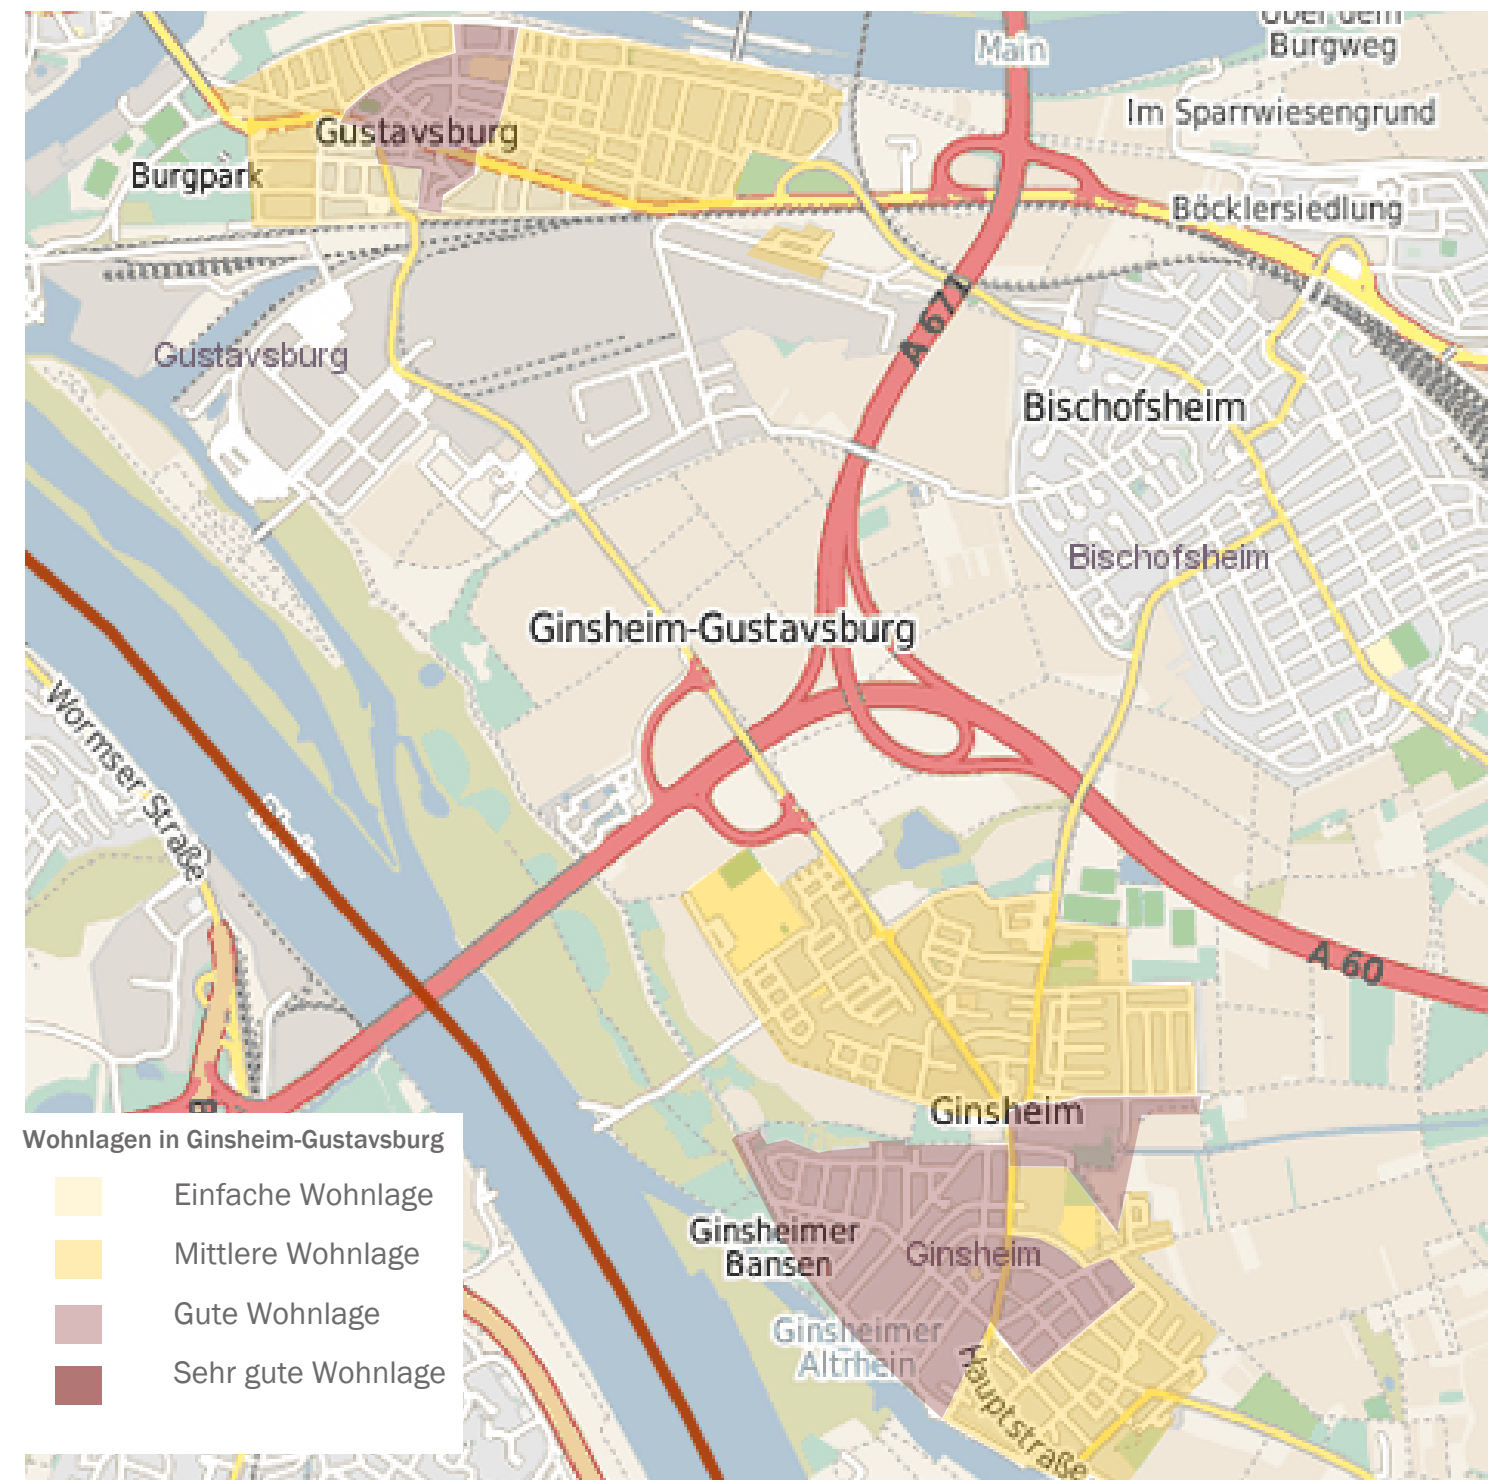 Über dem
Burgweg
Main
Im Sparrwiesengrund
Gustavsburg
Burgpark
Böcklersiedlung
A 671
Gustavsburg
Bischofsheim
Bischofsheim
Ginsheim-Gustavsburg
Wormser Straße
Rhein
A 60
B
Ginsheim
Wohnlagen in Ginsheim-Gustavsburg
Einfache Wohnlage
Mittlere Wohnlage
Gute Wohnlage
Sehr gute Wohnlage
Ginsheimer
Bansen
Ginsheim
Ginsheimer
Altrhein
Hauptstraße